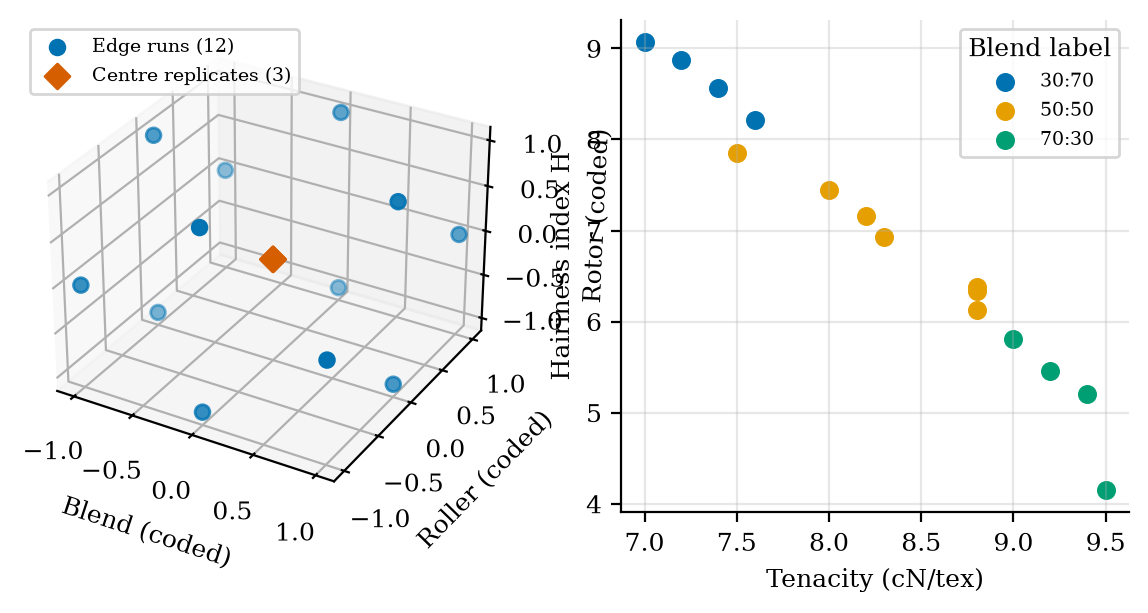 Edge runs (12)
Centre replicates (3)
1.0
0.5
0.0
−0.5
−1.0
Rotor (coded)
1.0
0.5
0.0
−0.5
−1.0
Roller (coded)
−1.0
−0.5
0.0
0.5
1.0
Blend (coded)
Hairiness index H
9
8
7
6
5
4
Blend label
30:70
50:50
70:30
7.0 7.5 8.0 8.5 9.0 9.5
Tenacity (cN/tex)